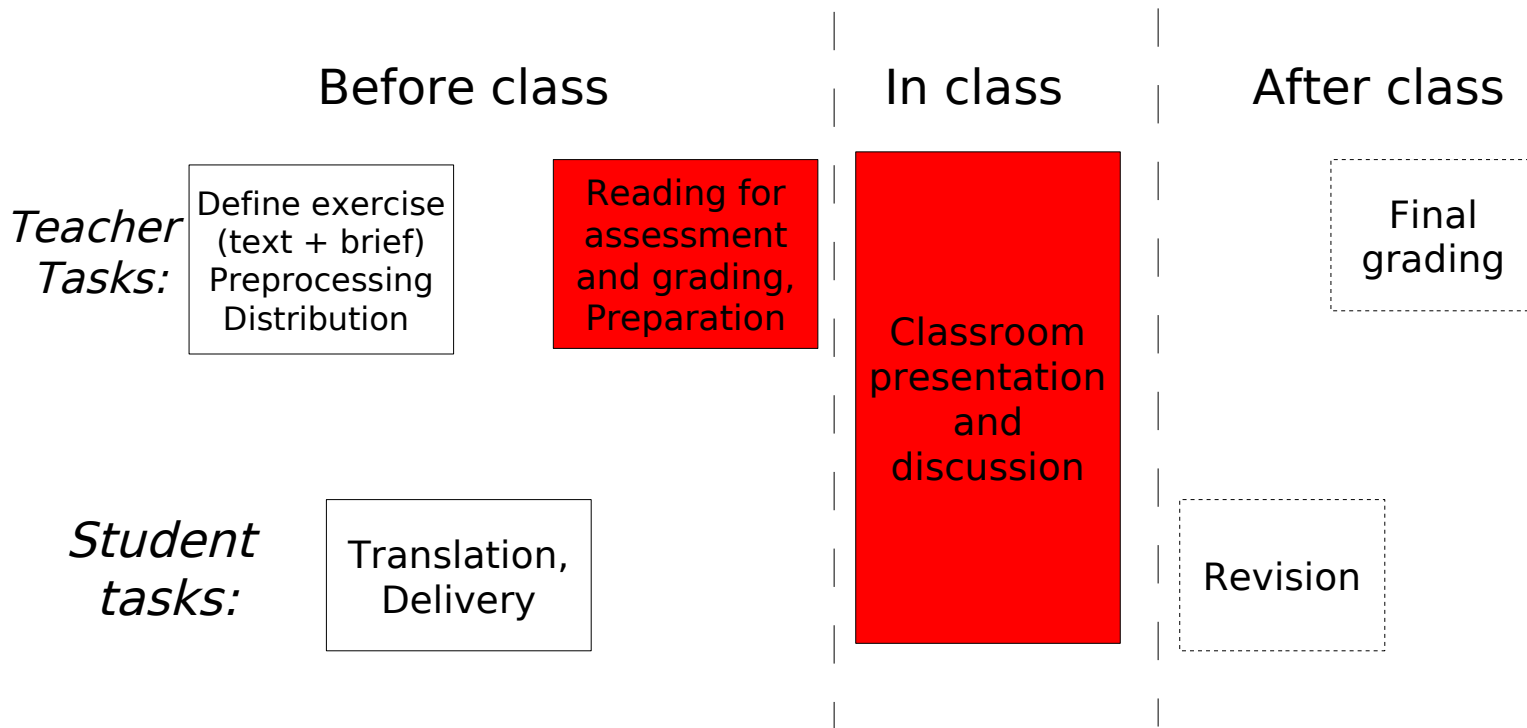 Before class
In class
After class
Teacher
Tasks:
Define exercise
(text + brief)
Preprocessing
Distribution
Reading for
assessment
and grading,
Preparation
Classroom
presentation
and
discussion
Final
grading
Student
tasks:
Translation,
Delivery
Revision